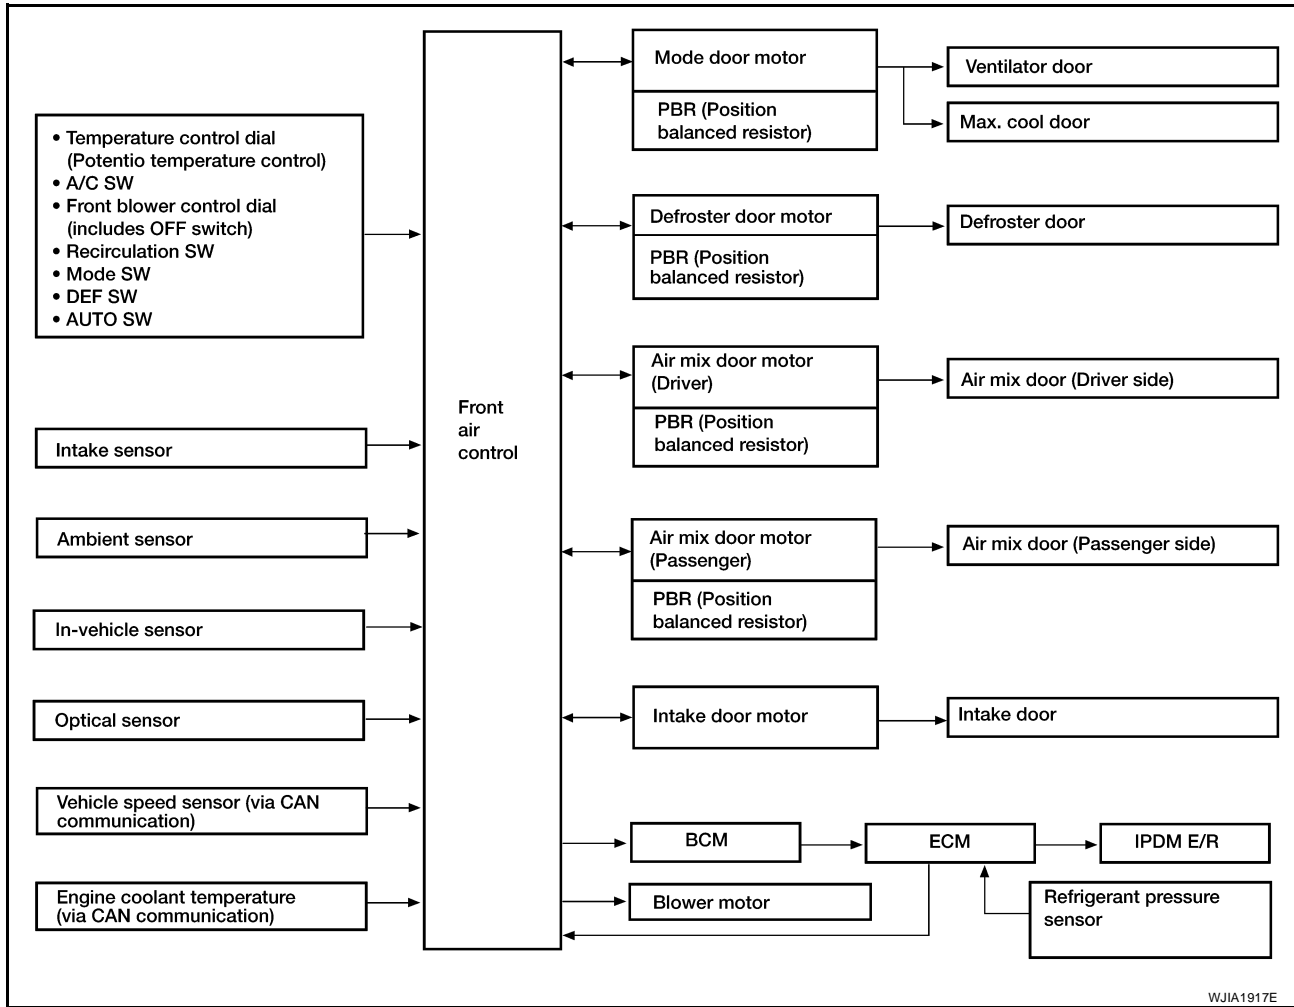 • Temperature control dial
(Potentio temperature control)
• A/C SW
• Front blower control dial
(includes OFF switch)
• Recirculation SW
• Mode SW
• DEF SW
• AUTO SW
Intake sensor
Ambient sensor
In-vehicle sensor
Optical sensor
Vehicle speed sensor (via CAN
communication)
Engine coolant temperature
(via CAN communication)
Front
air
control
Mode door motor
PBR (Position
balanced resistor)
Ventilator door
Max. cool door
Defroster door motor
PBR (Position
balanced resistor)
Defroster door
Air mix door motor
(Driver)
PBR (Position
balanced resistor)
Air mix door (Driver side)
Air mix door motor
(Passenger)
PBR (Position
balanced resistor)
Air mix door (Passenger side)
Intake door motor
Intake door
BCM
ECM
IPDM E/R
Blower motor
Refrigerant pressure
sensor
WJIA1917E